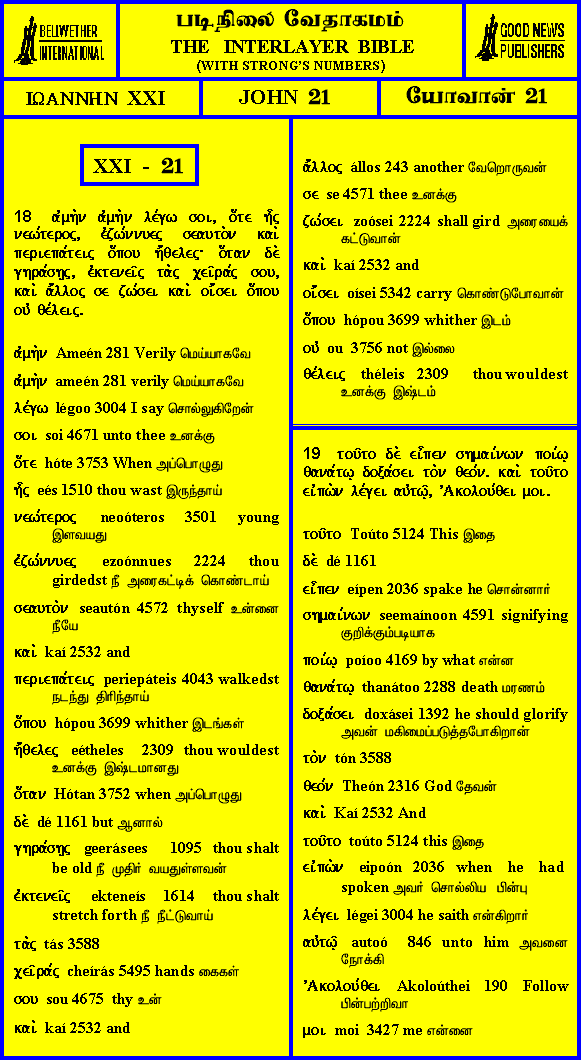 BELLWETHER
INTERNATIONAL
படிநிலை வேதாகமம்
THE INTERLAYER BIBLE
(WITH STRONG'S NUMBERS)
GOOD NEWS
PUBLISHERS
ΙΩΑΝΝΗΝ XXI
JOHN 21
யோவான் 21
XXI - 21
18 ἀμὴν ἀμὴν λέγω σοι, ὅτε ἦς
νεώτερος, ἐζώννυες σεαυτὸν καὶ
περιεπάτεις ὅπου ἤθελες· ὅταν δὲ
γηράσῃς, ἐκτενεῖς τὰς χεῖράς σου,
καὶ ἄλλος σε ζώσει καὶ οἴσει ὅπου
οὐ θέλεις.
ἀμὴν Ameén 281 Verily மெய்யாகவே
ἀμὴν ameén 281 verily மெய்யாகவே
λέγω légoo 3004 I say சொல்லுகிறேன்
σοι soi 4671 unto thee உனக்கு
ὅτε hóte 3753 When அப்பொழுது
ἦς eés 1510 thou wast இருந்தாய்
νεώτερος neoóteros 3501 young
இளவயது
ἐζώννυες ezoónnues 2224 thou
girdedst நீ அரைகட்டிக் கொண்டாய்
σεαυτὸν seautón 4572 thyself உன்னை
நீயே
καὶ kaí 2532 and
περιεπάτεις periepáteis 4043 walkedst
நடந்து திரிந்தாய்
ὅπου hópou 3699 whither இடங்கள்
ἤθελες eétheles 2309 thou wouldest
உனக்கு இஷ்டமானது
ὅταν Hótan 3752 when அப்பொழுது
δὲ dé 1161 but ஆனால்
γηράσῃς geerásees 1095 thou shalt
be old நீ முதிர் வயதுள்ளவன்
ἐκτενεῖς ekteneís 1614 thou shalt
stretch forth நீ நீட்டுவாய்
τὰς tás 3588
χεῖράς cheírás 5495 hands கைகள்
σου sou 4675 thy உன்
καὶ kaí 2532 and
ἄλλος állos 243 another வேறொருவன்
σε se 4571 thee உனக்கு
ζώσει zoósei 2224 shall gird அரையைக்
கட்டுவான்
καὶ kaí 2532 and
οἴσει oísei 5342 carry கொண்டுபோவான்
ὅπου hópou 3699 whither இடம்
οὐ ou 3756 not இல்லை
θέλεις théleis 2309 thou wouldest
உனக்கு இஷ்டம்
19 τοῦτο δὲ εἶπεν σημαίνων ποίῳ
θανάτῳ δοξάσει τὸν θεόν. καὶ τοῦτο
εἰπὼν λέγει αὐτῷ, Ἀκολούθει μοι.
τοῦτο Toúto 5124 This இதை
δὲ dé 1161
εἶπεν eípen 2036 spake he சொன்னார்
σημαίνων seemaínoon 4591 signifying
குறிக்கும்படியாக
ποίῳ poíoo 4169 by what என்ன
θανάτῳ thanátoo 2288 death மரணம்
δοξάσει doxásei 1392 he should glorify
அவன் மகிமைப்படுத்தபோகிறான்
τὸν tón 3588
θεόν Theón 2316 God தேவன்
καὶ Kaí 2532 And
τοῦτο toúto 5124 this இதை
εἰπὼν eipoón 2036 when he had
spoken அவர் சொல்லிய பின்பு
λέγει légei 3004 he saith என்கிறார்
αὐτῷ autoó 846 unto him அவனை
நோக்கி
Ἀκολούθει Akoloúthei 190 Follow
பின்பற்றிவா
μοι moi 3427 me என்னை